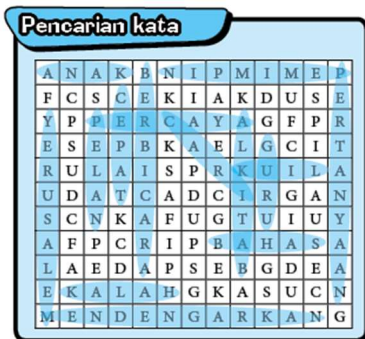 Pencarian kata
A N A K B N I P M I M E P
F C S C E K I A K D U S E
Y P P E R C A Y A G F P R
E S E P B K A E L G C I T
R U L A I S P R K U I L A
U D A T C A D C I R G A N
S C N K A F U G T U I U Y
A F P C R I P B A H A S A
L A E D A P S E B G D E A
E K A L A H G K A S U C N
M E N D E N G A R K A N G